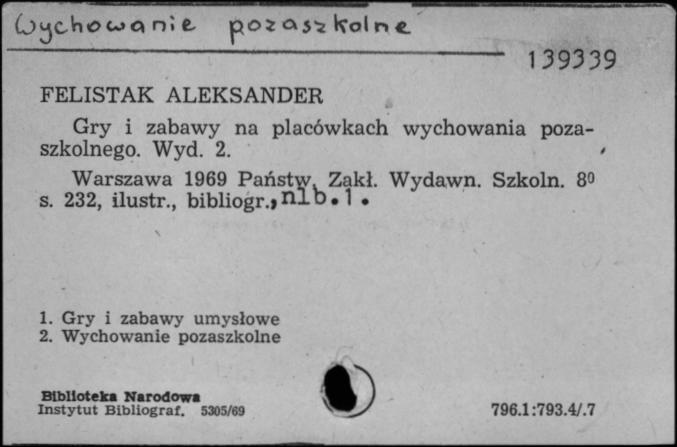 Wychowanie pozaszkolne
139339
FELISTAK ALEKSANDER
Gry i zabawy na placówkach wychowania poza-
szkolnego. Wyd. 2.
Warszawa 1969 Państw. Zakł. Wydawn. Szkoln. 8⁰
s. 232, ilustr., bibliogr., nlb.1.
1. Gry i zabawy umysłowe
2. Wychowanie pozaszkolne
Biblioteka Narodowa
Instytut Bibliograf. 5305/69
796.1:793.4/.7